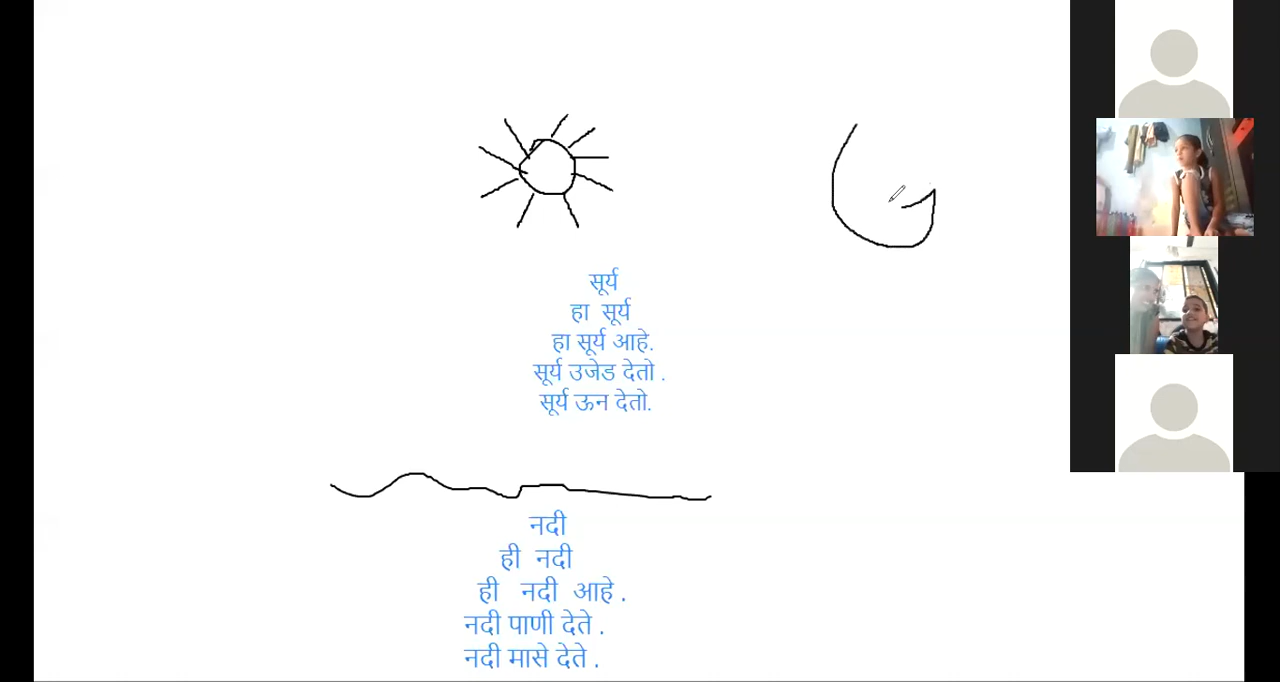 सूर्य
हा सूर्य
हा सूर्य आहे.
सूर्य उजेड देतो .
सूर्य ऊन देतो.
नदी
ही नदी
ही नदी आहे .
नदी पाणी देते .
नदी मासे देते .